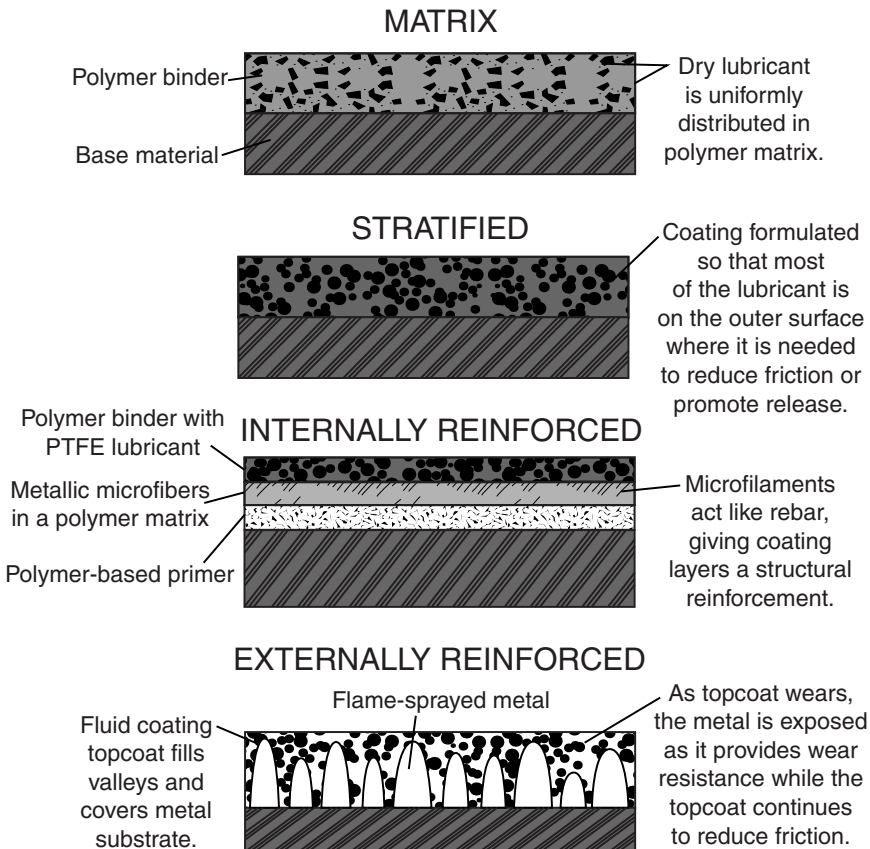 MATRIX
Polymer binder
Base material
Dry lubricant
is uniformly
distributed in
polymer matrix.
STRATIFIED
Coating formulated
so that most
of the lubricant is
on the outer surface
where it is needed
to reduce friction or
promote release.
INTERNALLY REINFORCED
Polymer binder with
PTFE lubricant
Metallic microfibers
in a polymer matrix
Polymer-based primer
Microfilaments
act like rebar,
giving coating
layers a structural
reinforcement.
EXTERNALLY REINFORCED
Flame-sprayed metal
Fluid coating
topcoat fills
valleys and
covers metal
substrate.
As topcoat wears,
the metal is exposed
as it provides wear
resistance while the
topcoat continues
to reduce friction.